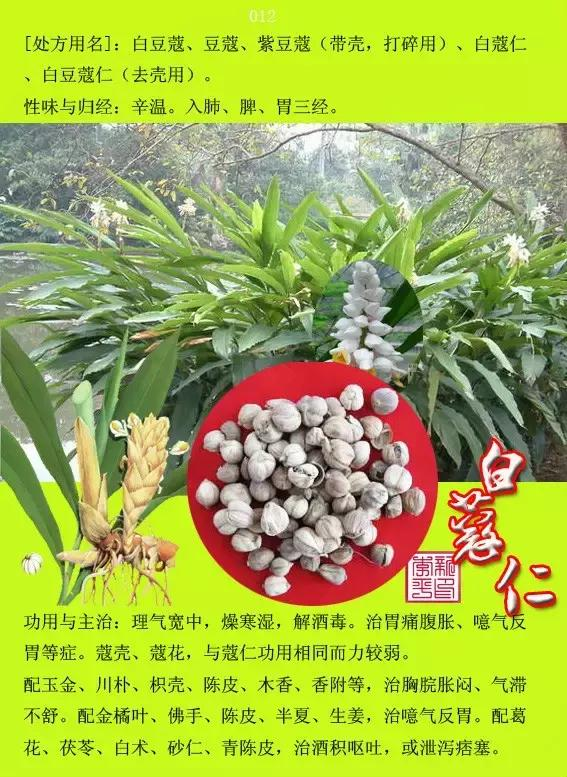 012
[处方用名]：白豆蔻、豆蔻、紫豆蔻（带壳，打碎用）、白蔻仁
、白豆蔻仁（去壳用）。
性味与归经：辛温。入肺、脾、胃三经。
白蔻仁
功用与主治：理气宽中，燥寒湿，解酒毒。治胃痛腹胀、噫气反
胃等症。蔻壳、蔻花，与蔻仁功用相同而力较弱。
配玉金、川朴、枳壳、陈皮、木香、香附等，治胸脘胀闷、气滞
不舒。配金橘叶、佛手、陈皮、半夏、生姜，治噫气反胃。配葛
花、茯苓、白术、砂仁、青陈皮，治酒积呕吐，或泄泻痞塞。